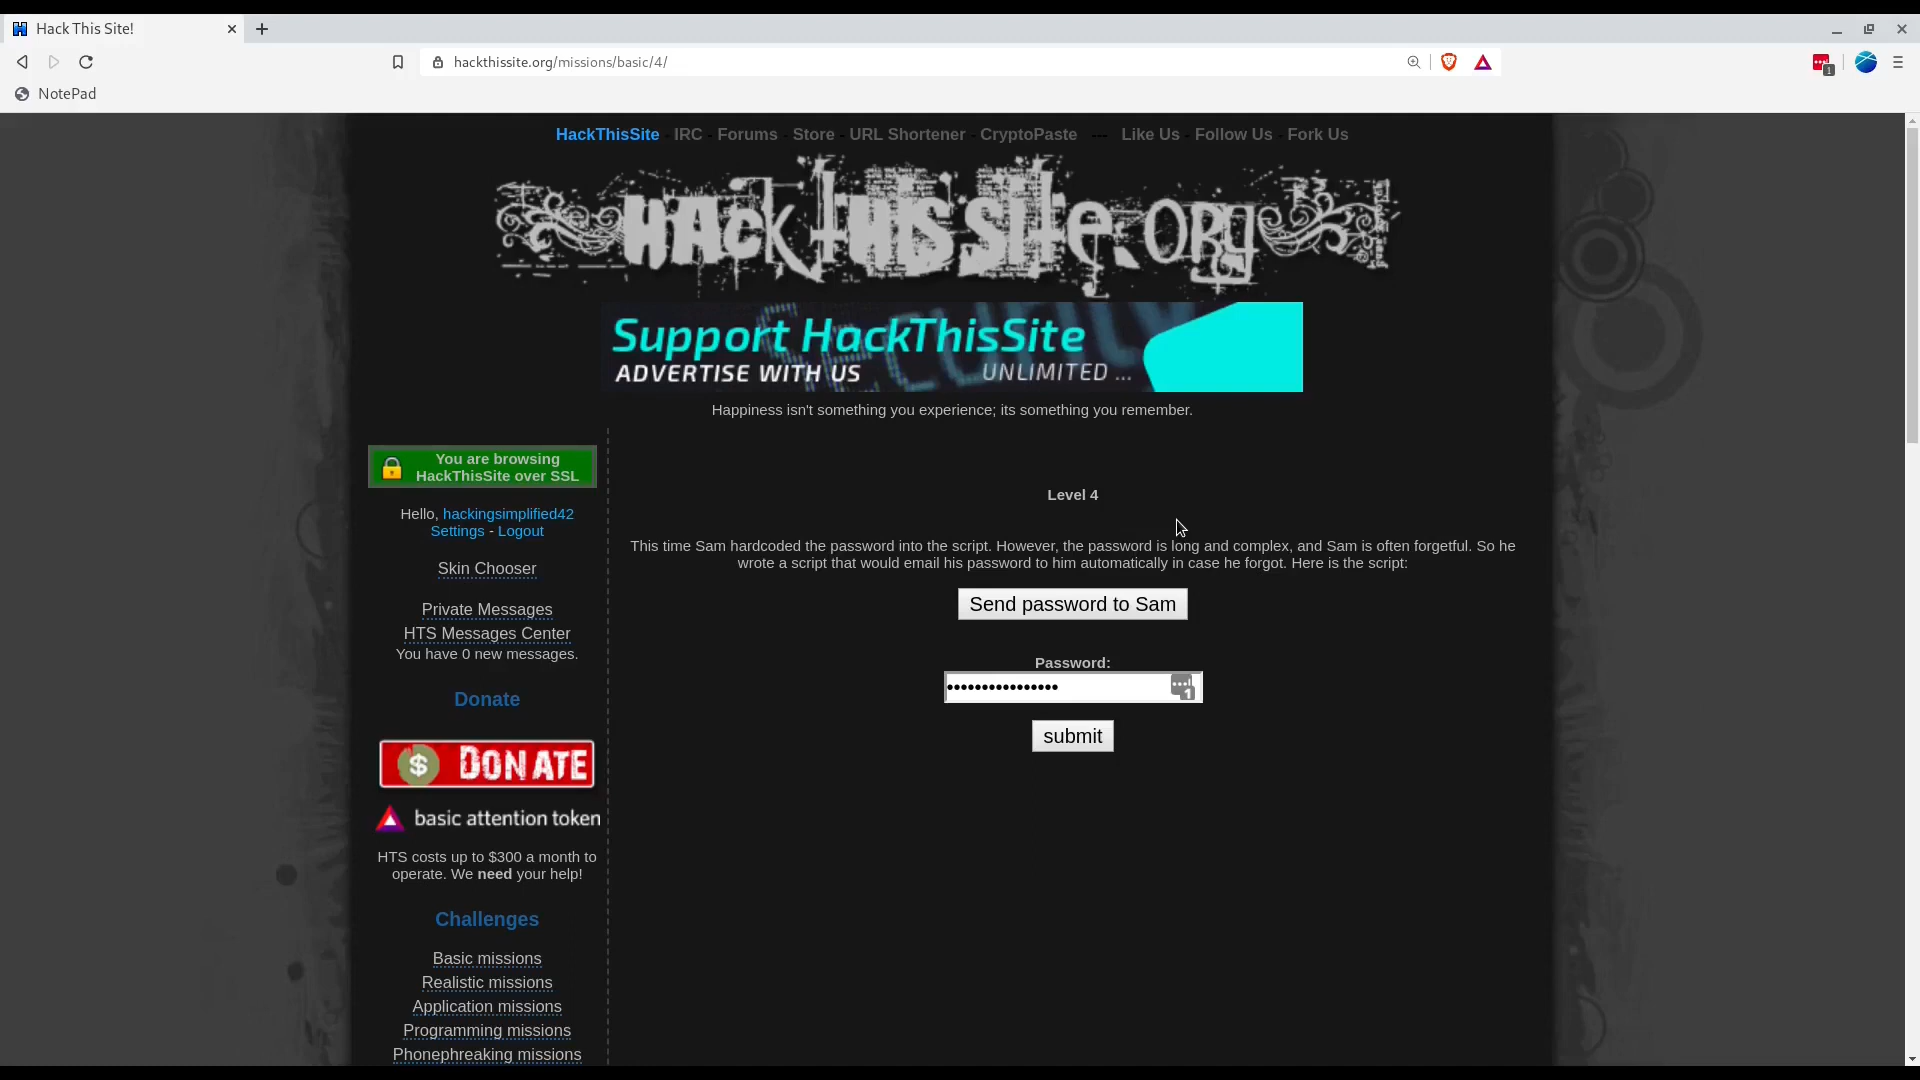 Hack This Site!
hackthissite.org/missions/basic/4/
1
NotePad
HackThisSite - IRC - Forums - Store - URL Shortener - CryptoPaste --- Like Us - Follow Us - Fork Us
HACK THIS SITE.ORG
Support HackThisSite
ADVERTISE WITH US UNLIMITED ...
Happiness isn't something you experience; its something you remember.
You are browsing
HackThisSite over SSL
Hello, hackingsimplified42
Settings - Logout
Skin Chooser
Private Messages
HTS Messages Center
You have 0 new messages.
Donate
$ DONATE
basic attention token
HTS costs up to $300 a month to
operate. We need your help!
Challenges
Basic missions
Realistic missions
Application missions
Programming missions
Phonephreaking missions
Level 4
This time Sam hardcoded the password into the script. However, the password is long and complex, and Sam is often forgetful. So he
wrote a script that would email his password to him automatically in case he forgot. Here is the script:
Send password to Sam
Password:
••••••••••••••••
1
submit